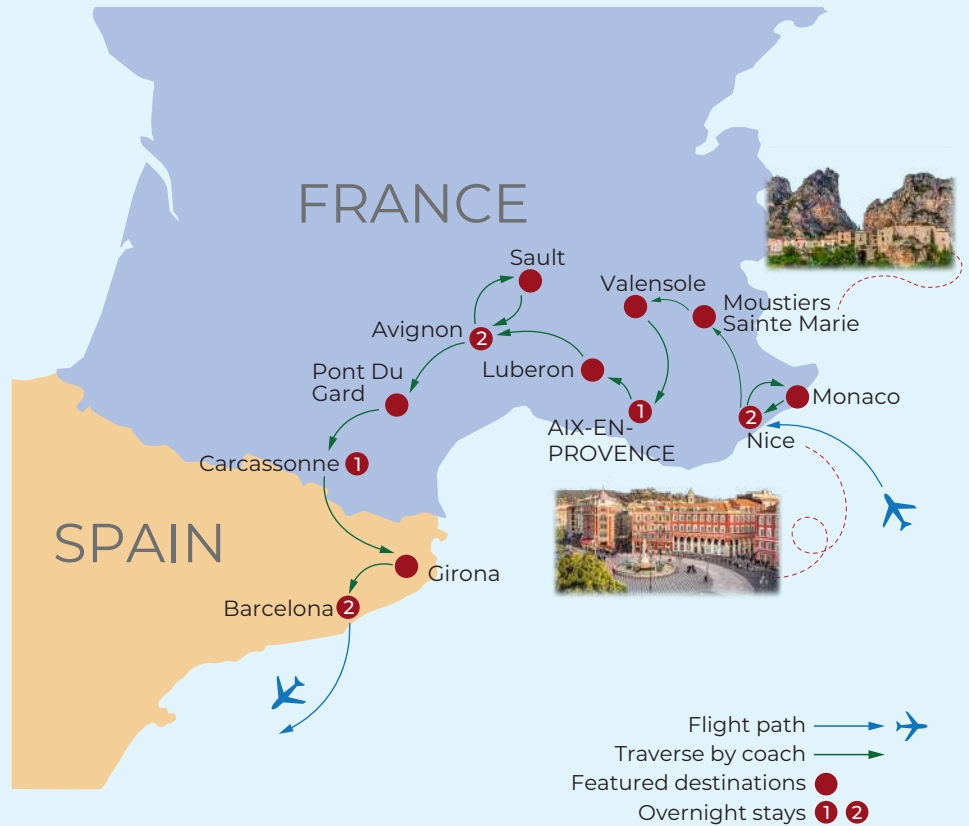 FRANCE
Sault
Valensole
Moustiers
Sainte Marie
Avignon
2
Luberon
Pont Du
Gard
Monaco
1
2
AIX-EN-
PROVENCE
Nice
Carcassonne
1
SPAIN
Girona
Barcelona
2
Flight path
Traverse by coach
Featured destinations
Overnight stays 1 2